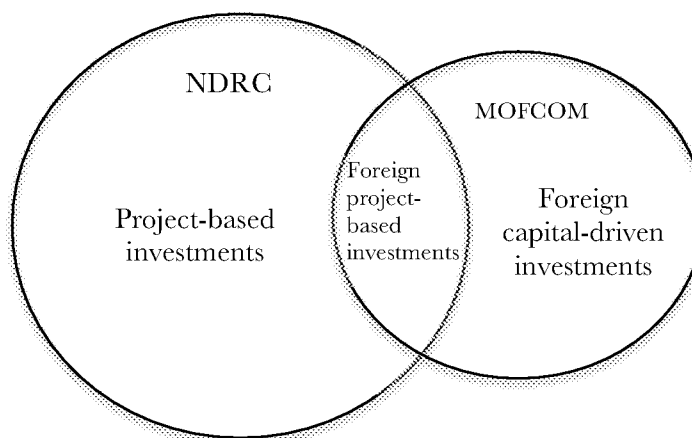 NDRC
MOFCOM
Project-based
investments
Foreign
project-
based
investments
Foreign
capital-driven
investments